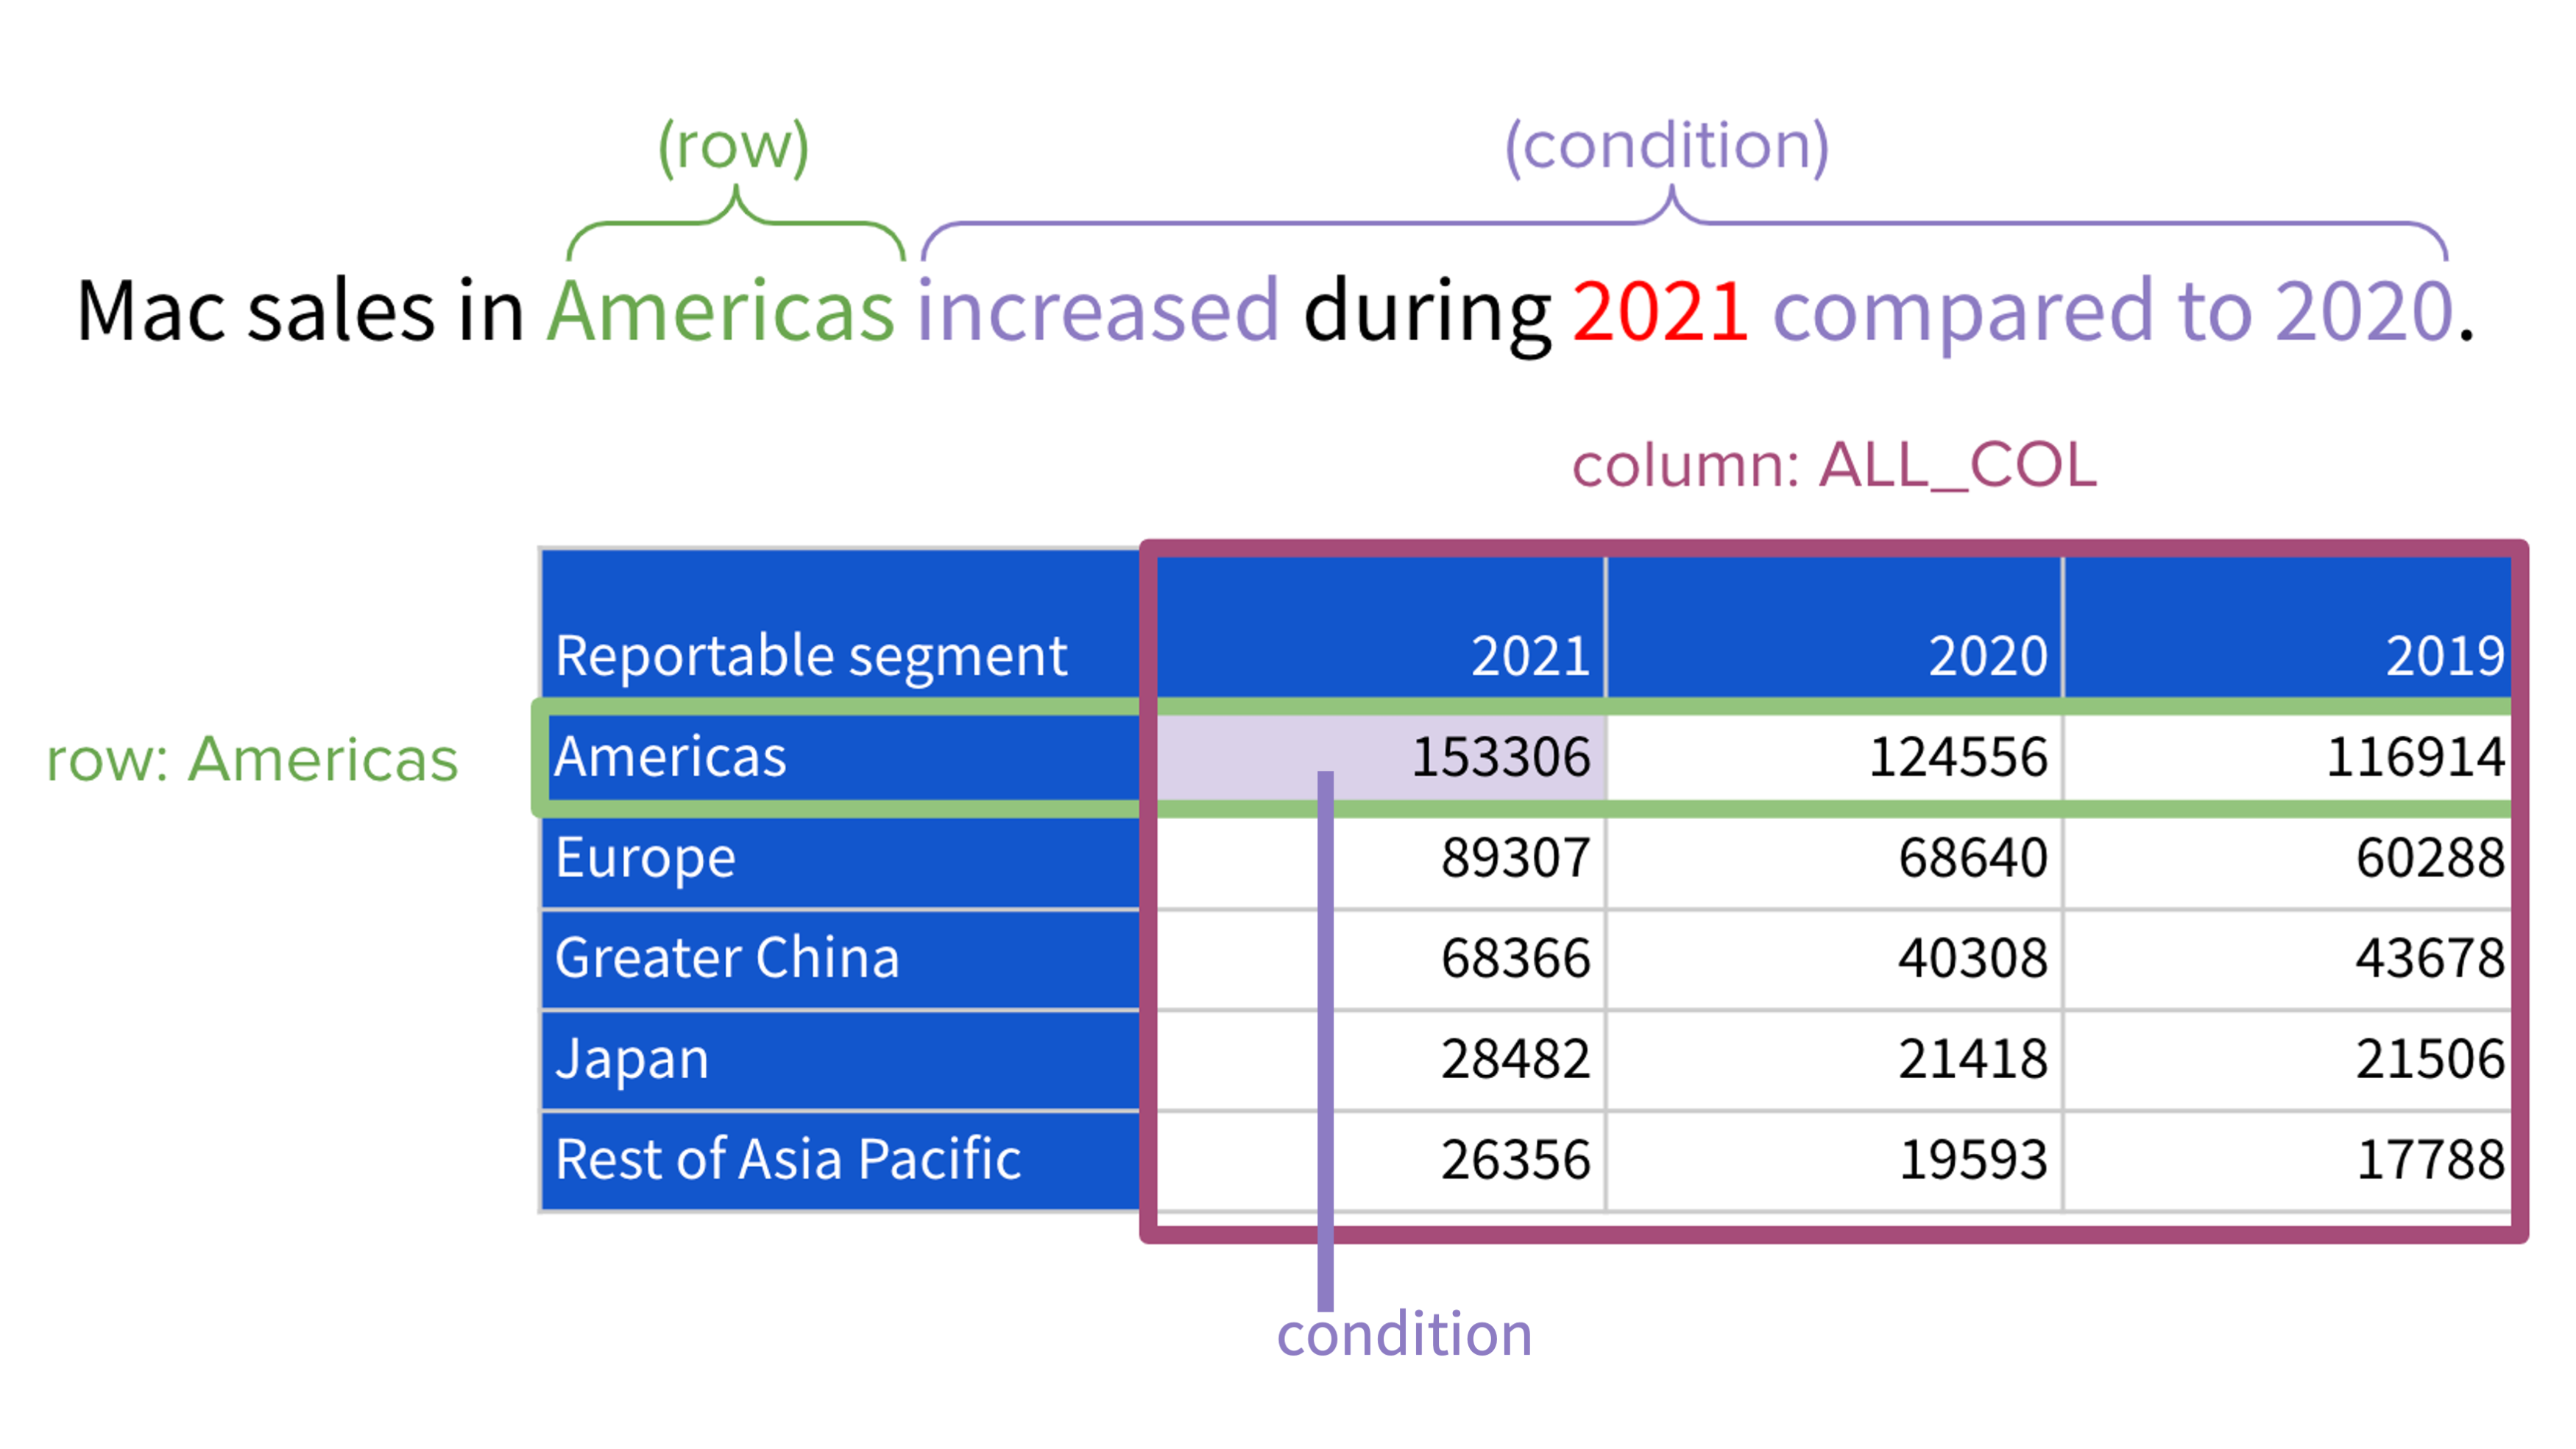 (row) (condition)
Mac sales in Americas increased during 2021 compared to 2020.
column: ALL_COL
Reportable segment 2021 2020 2019
row: Americas Americas 153306 124556 116914
Europe 89307 68640 60288
Greater China 68366 40308 43678
Japan 28482 21418 21506
Rest of Asia Pacific 26356 19593 17788
condition